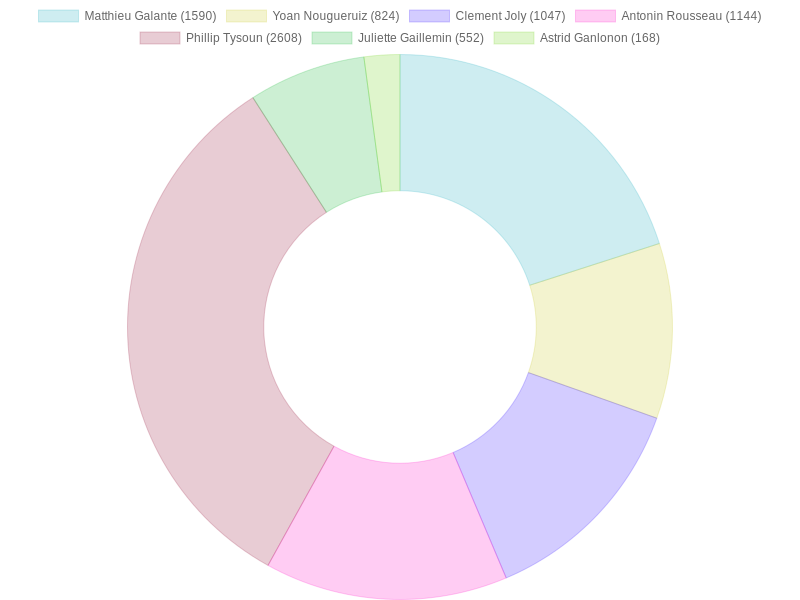 Matthieu Galante (1590) Yoan Nougueruiz (824) Clement Joly (1047) Antonin Rousseau (1144)
Phillip Tysoun (2608) Juliette Gaillemin (552) Astrid Ganlonon (168)